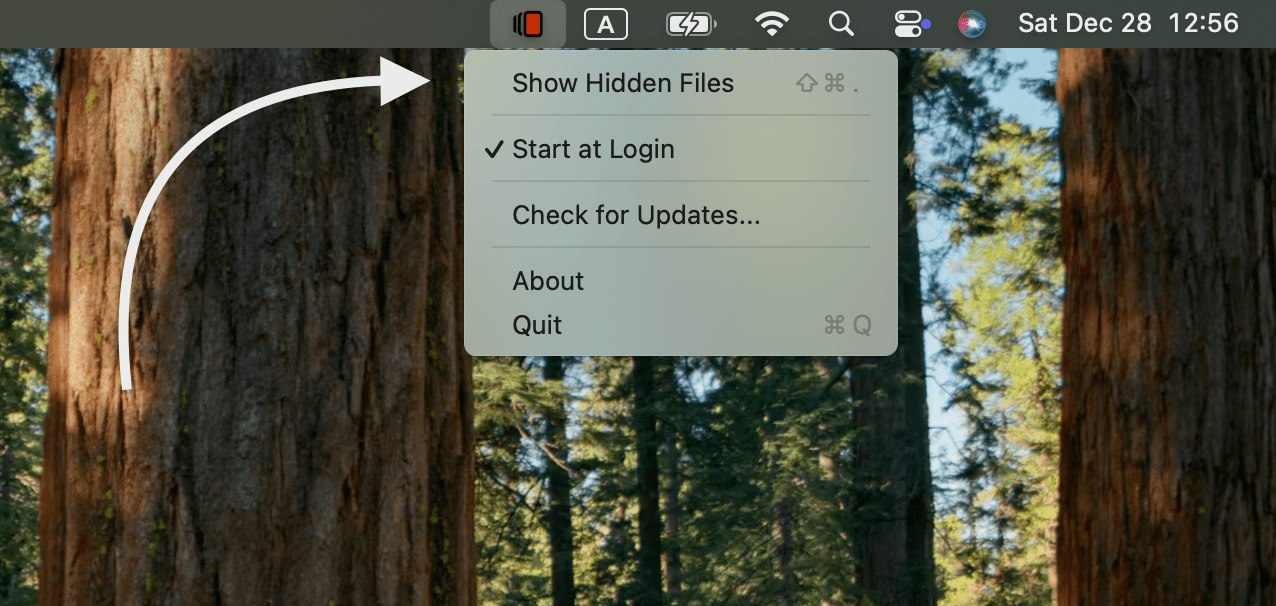 A
Sat Dec 28 12:56
Show Hidden Files ⇧⌘.
✓ Start at Login
Check for Updates...
About
Quit ⌘Q